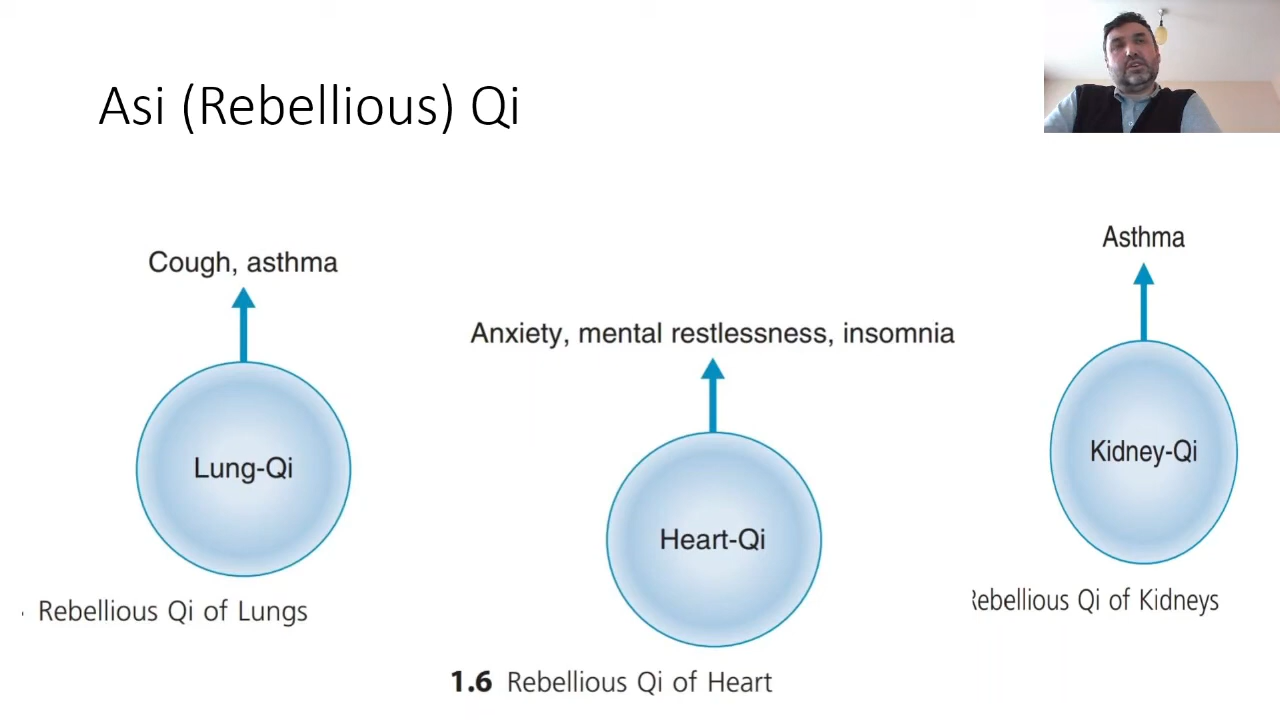 Asi (Rebellious) Qi
Cough, asthma
Lung-Qi
Rebellious Qi of Lungs
Anxiety, mental restlessness, insomnia
Heart-Qi
1.6 Rebellious Qi of Heart
Asthma
Kidney-Qi
Rebellious Qi of Kidneys